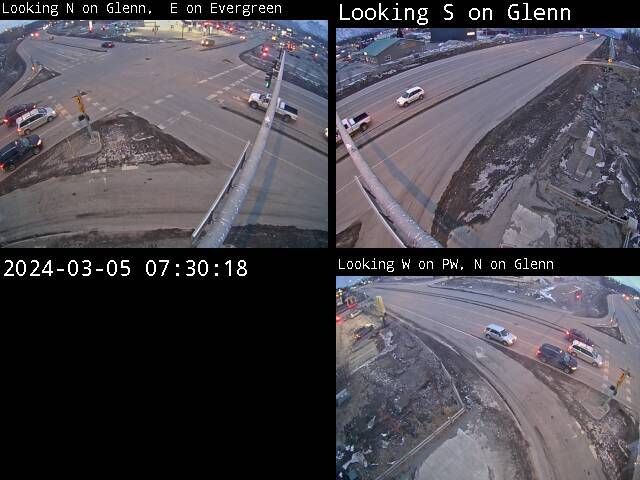 Looking N on Glenn, E on Evergreen
Looking S on Glenn
2024-03-05 07:30:18
Looking W on PW, N on Glenn